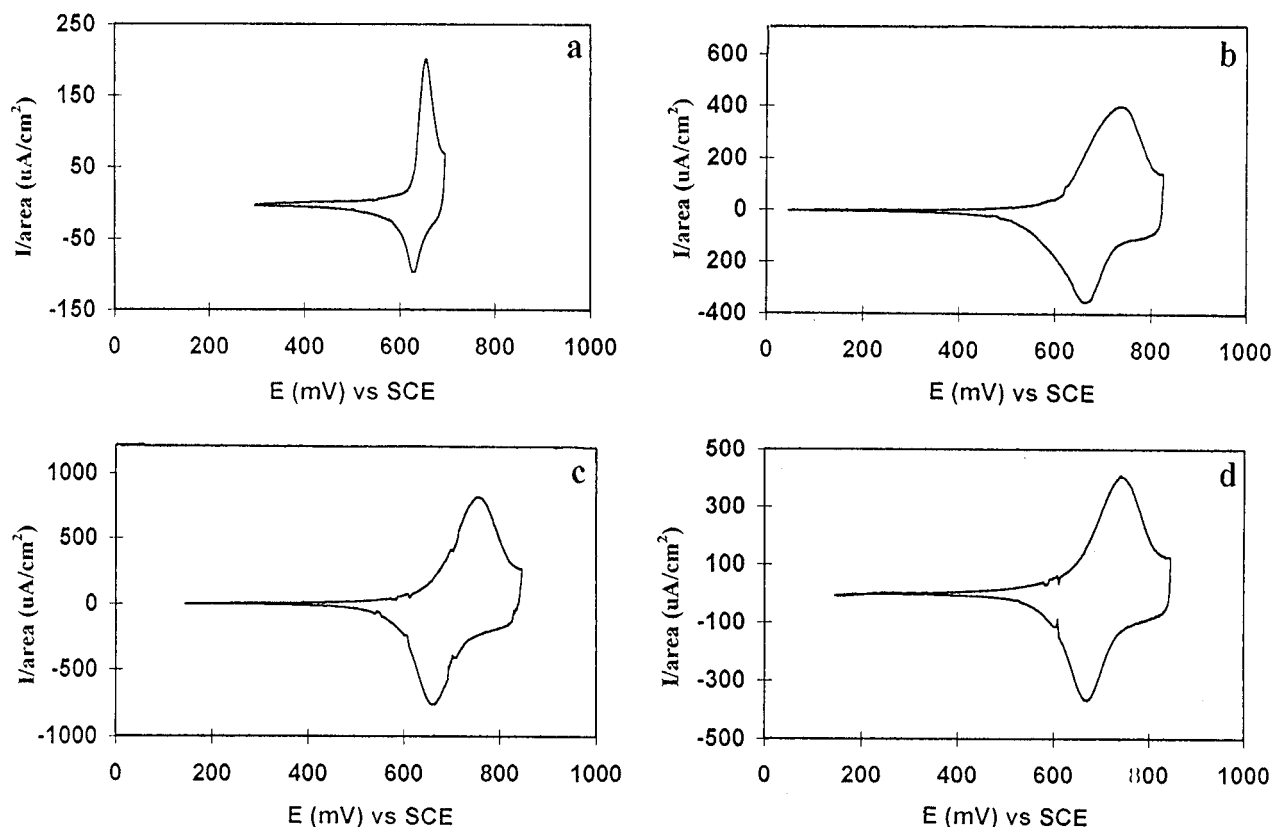 a
250
150
50
-50
-150
I/area (uA/cm²)
0 200 400 600 800 1000
E (mV) vs SCE
b
600
400
200
0
-200
-400
I/area (uA/cm²)
0 200 400 600 800 1000
E (mV) vs SCE
c
1000
500
0
-500
-1000
I/area (uA/cm²)
0 200 400 600 800 1000
E (mV) vs SCE
d
500
300
100
-100
-300
-500
I/area (uA/cm²)
0 200 400 600 800 1000
E (mV) vs SCE